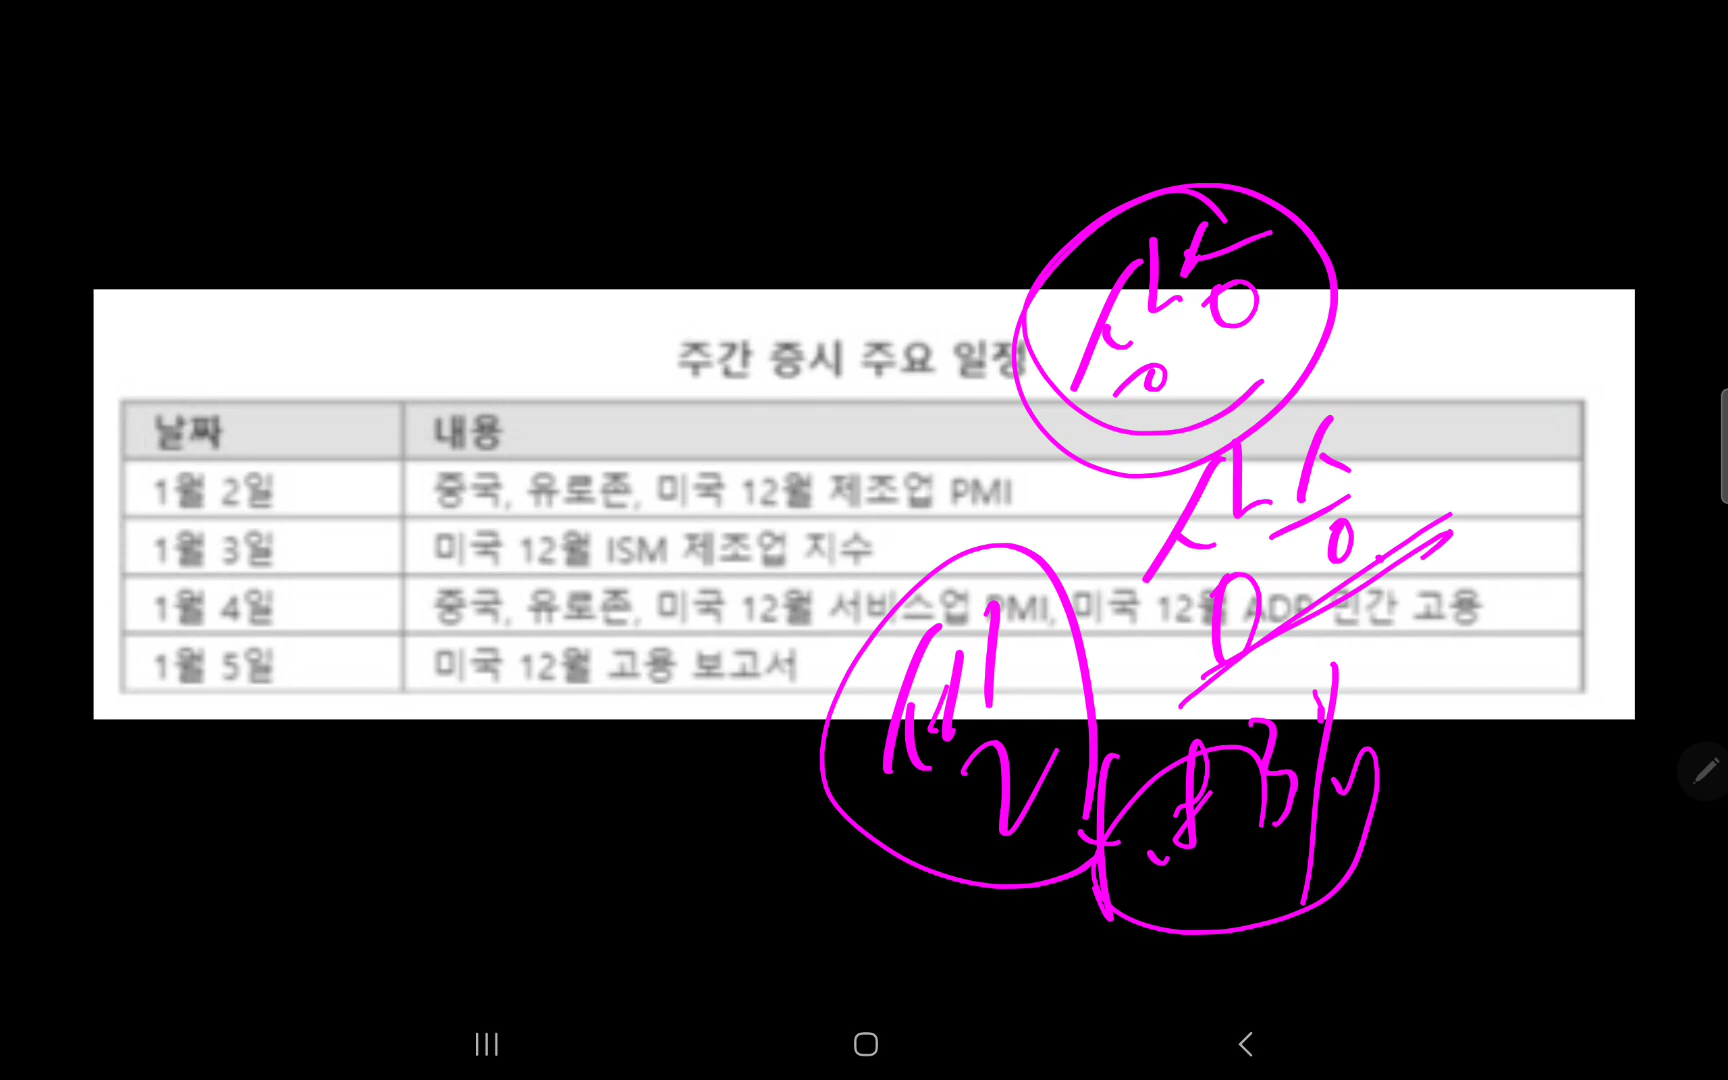 주간 증시 주요 일정
날짜 내용
1월 2일 중국, 유로존, 미국 12월 제조업 PMI
1월 3일 미국 12월 ISM 제조업 지수
1월 4일 중국, 유로존, 미국 12월 서비스업 PMI, 미국 12월 ADP 민간 고용
1월 5일 미국 12월 고용 보고서
상승
상승